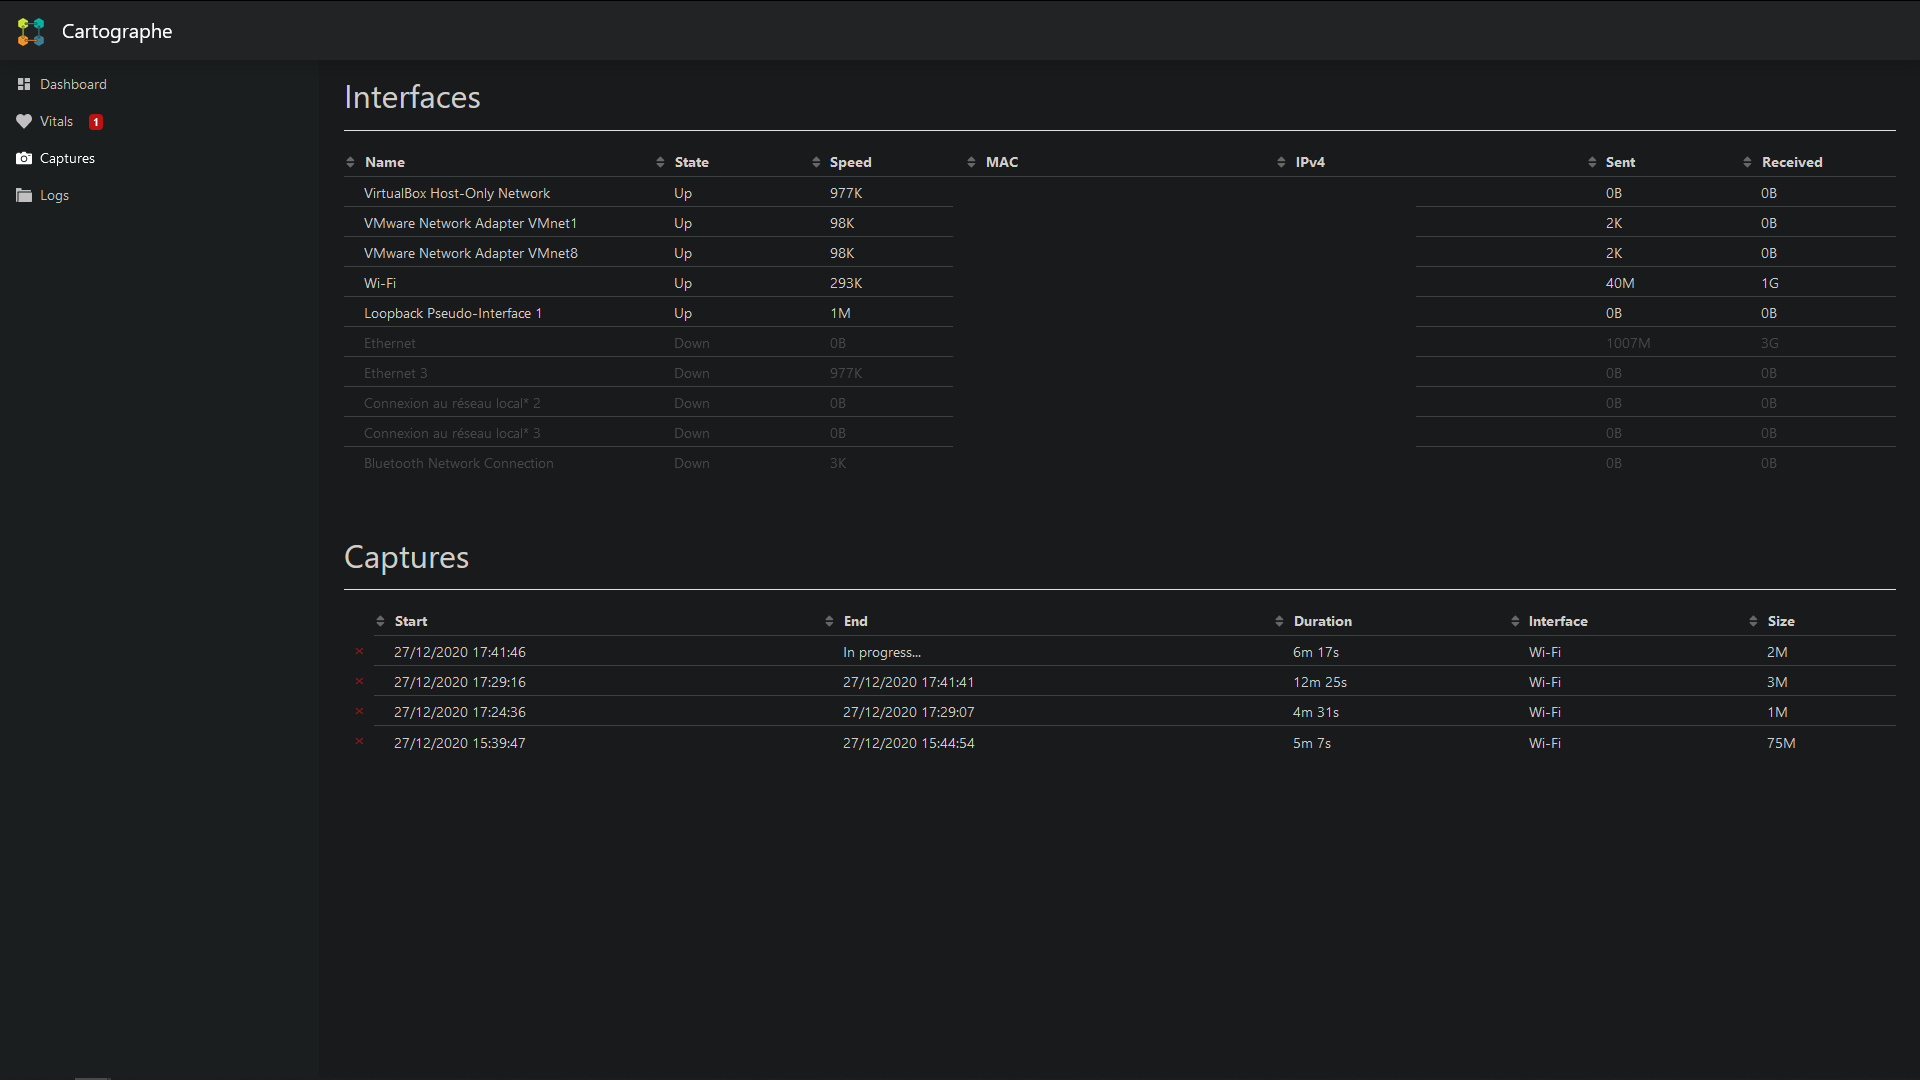 Cartographe
Dashboard
Vitals 1
Captures
Logs
Interfaces
Name State Speed MAC IPv4 Sent Received
VirtualBox Host-Only Network Up 977K 0B 0B
VMware Network Adapter VMnet1 Up 98K 2K 0B
VMware Network Adapter VMnet8 Up 98K 2K 0B
Wi-Fi Up 293K 40M 1G
Loopback Pseudo-Interface 1 Up 1M 0B 0B
Ethernet Down 0B 1007M 3G
Ethernet 3 Down 977K 0B 0B
Connexion au réseau local* 2 Down 0B 0B 0B
Connexion au réseau local* 3 Down 0B 0B 0B
Bluetooth Network Connection Down 3K 0B 0B
Captures
Start End Duration Interface Size
27/12/2020 17:41:46 In progress... 6m 17s Wi-Fi 2M
27/12/2020 17:29:16 27/12/2020 17:41:41 12m 25s Wi-Fi 3M
27/12/2020 17:24:36 27/12/2020 17:29:07 4m 31s Wi-Fi 1M
27/12/2020 15:39:47 27/12/2020 15:44:54 5m 7s Wi-Fi 75M